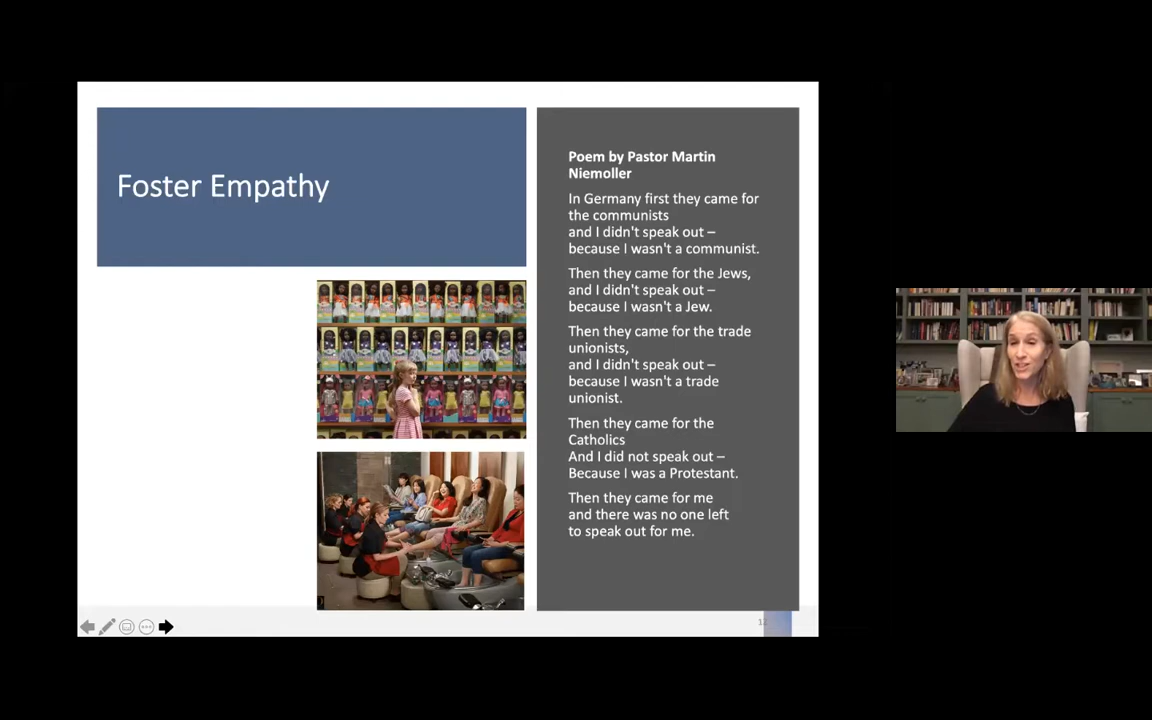 Foster Empathy
Poem by Pastor Martin
Niemoller
In Germany first they came for
the communists
and I didn't speak out –
because I wasn't a communist.
Then they came for the Jews,
and I didn't speak out –
because I wasn't a Jew.
Then they came for the trade
unionists,
and I didn't speak out –
because I wasn't a trade
unionist.
Then they came for the
Catholics
And I did not speak out –
Because I was a Protestant.
Then they came for me
and there was no one left
to speak out for me.
12